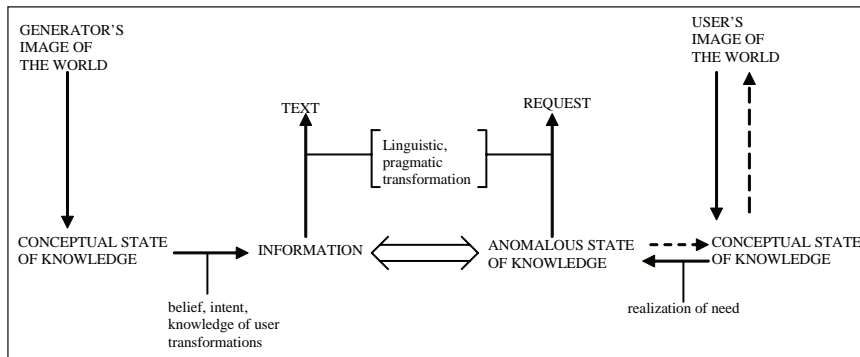 GENERATOR'S
IMAGE OF
THE WORLD
USER'S
IMAGE OF
THE WORLD
TEXT
REQUEST
Linguistic,
pragmatic
transformation
CONCEPTUAL STATE
OF KNOWLEDGE
INFORMATION
ANOMALOUS STATE
OF KNOWLEDGE
CONCEPTUAL STATE
OF KNOWLEDGE
belief, intent,
knowledge of user
transformations
realization of need